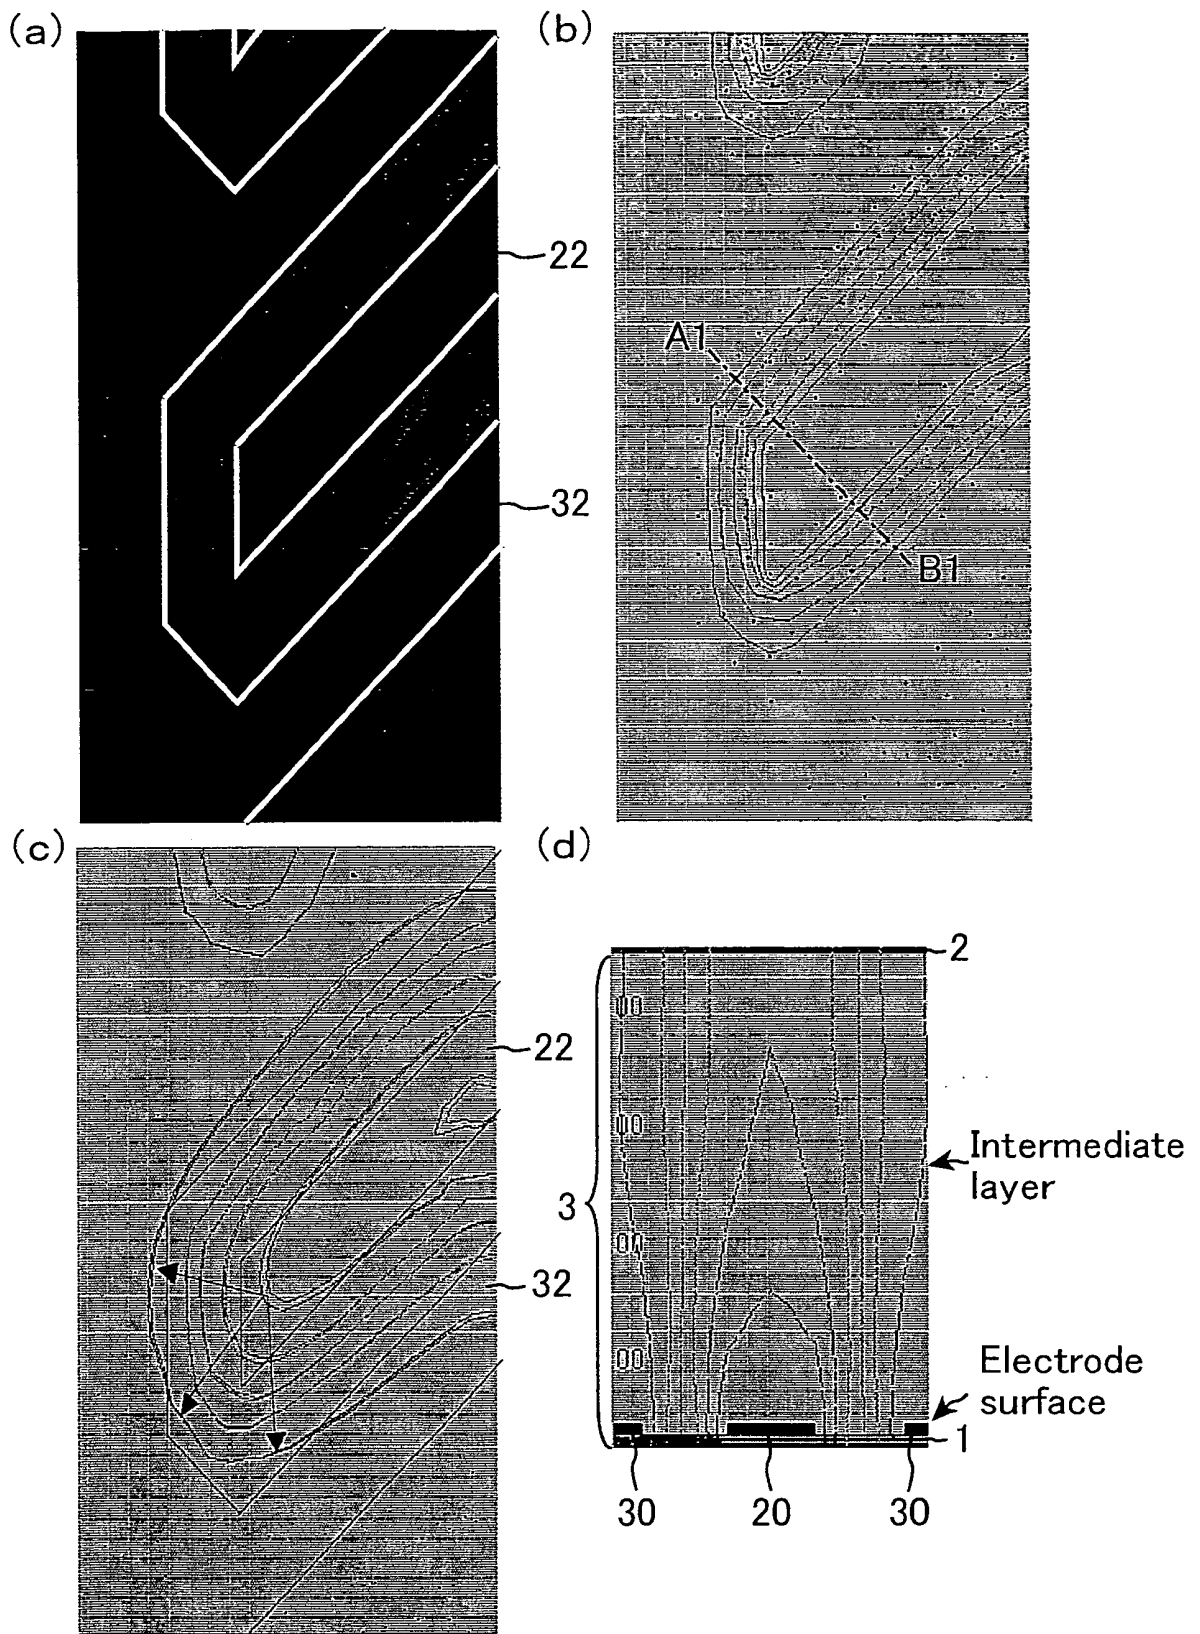 (a)
(b)
22
32
A1
B1
(c)
(d)
22
32
2
3
Intermediate
layer
Electrode
surface
1
30
20
30